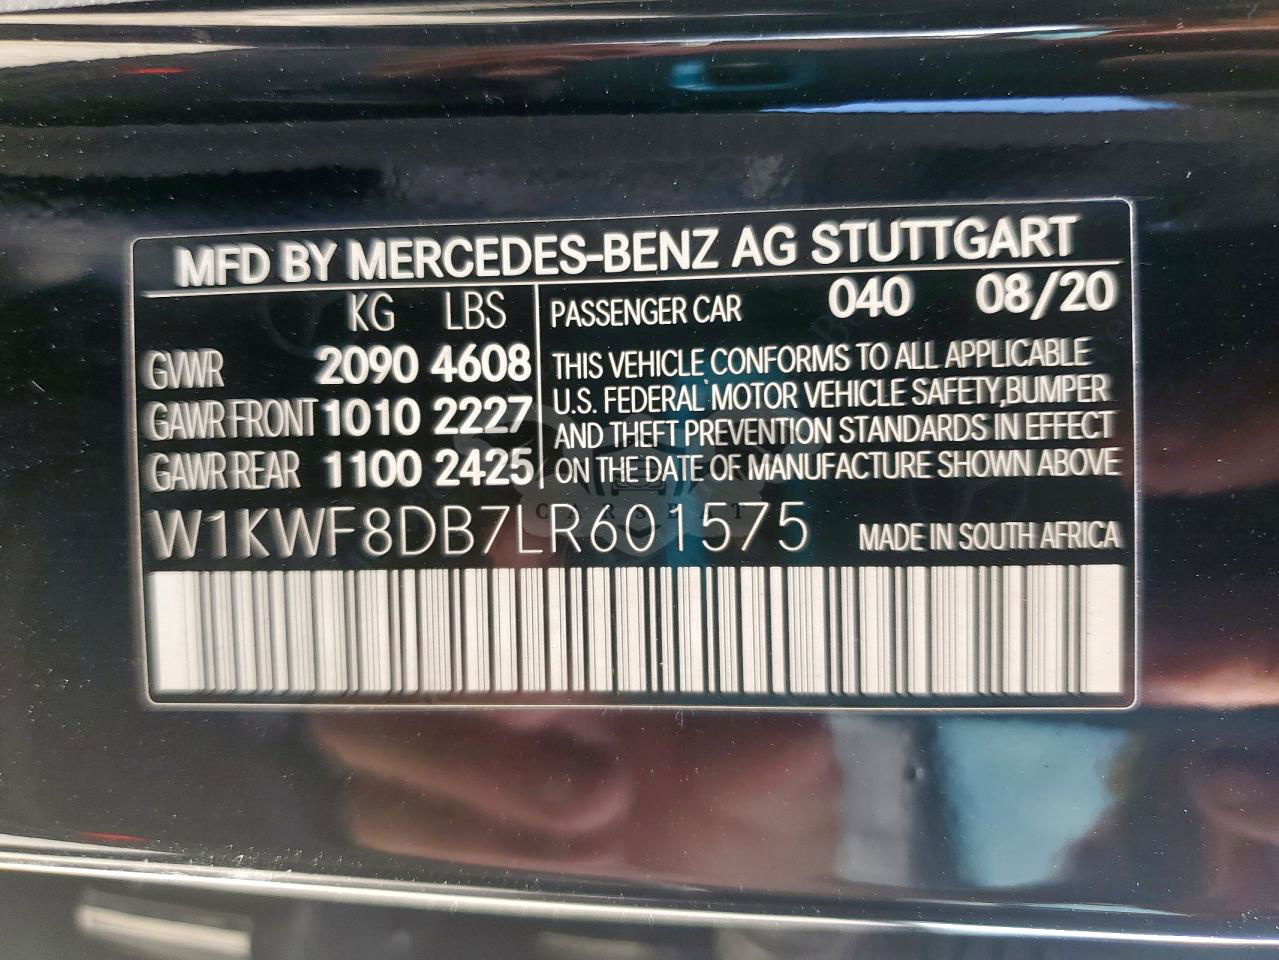 MFD BY MERCEDES-BENZ AG STUTTGART
KG LBS
PASSENGER CAR 040 08/20
GVWR 2090 4608
GAWR FRONT 1010 2227
GAWR REAR 1100 2425
THIS VEHICLE CONFORMS TO ALL APPLICABLE
U.S. FEDERAL MOTOR VEHICLE SAFETY,BUMPER
AND THEFT PREVENTION STANDARDS IN EFFECT
ON THE DATE OF MANUFACTURE SHOWN ABOVE
W1KWF8DB7LR601575 MADE IN SOUTH AFRICA